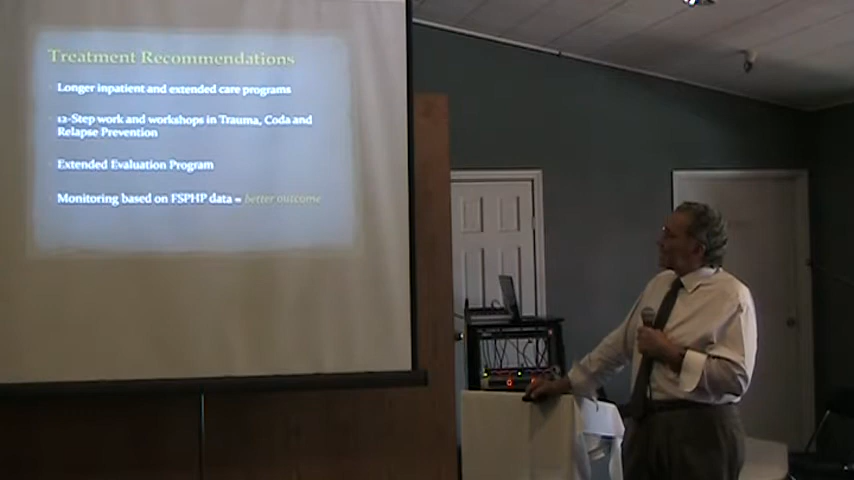 Treatment Recommendations
Longer inpatient and extended care programs
12-Step work and workshops in Trauma, Coda and
Relapse Prevention
Extended Evaluation Program
Monitoring based on FSPHP data = better outcome